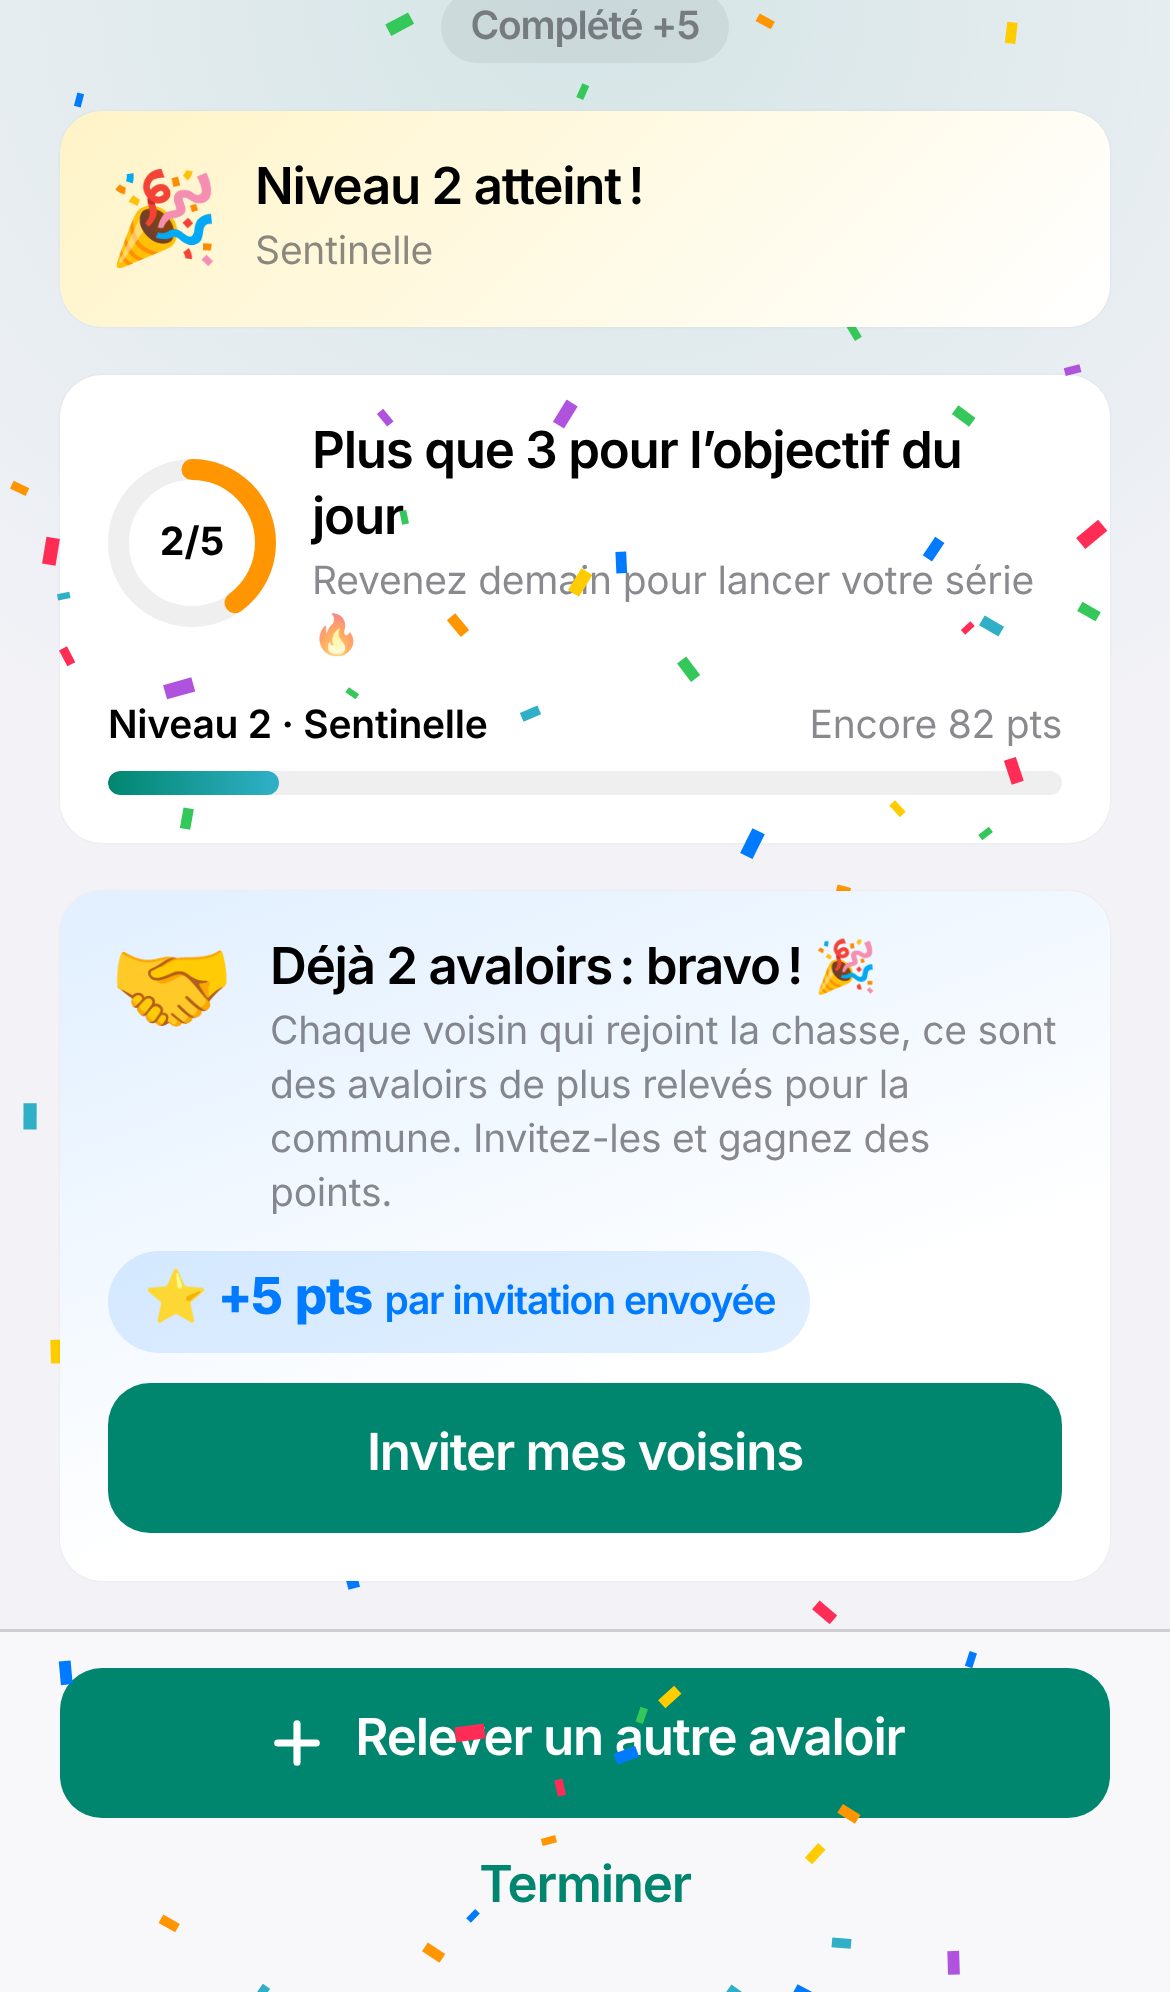 Complété +5
Niveau 2 atteint !
Sentinelle
Plus que 3 pour l’objectif du
jour
2/5
Revenez demain pour lancer votre série
🔥
Niveau 2 · Sentinelle
Encore 82 pts
Déjà 2 avaloirs : bravo ! 🎉
Chaque voisin qui rejoint la chasse, ce sont
des avaloirs de plus relevés pour la
commune. Invitez-les et gagnez des
points.
⭐ +5 pts par invitation envoyée
Inviter mes voisins
+ Relever un autre avaloir
Terminer